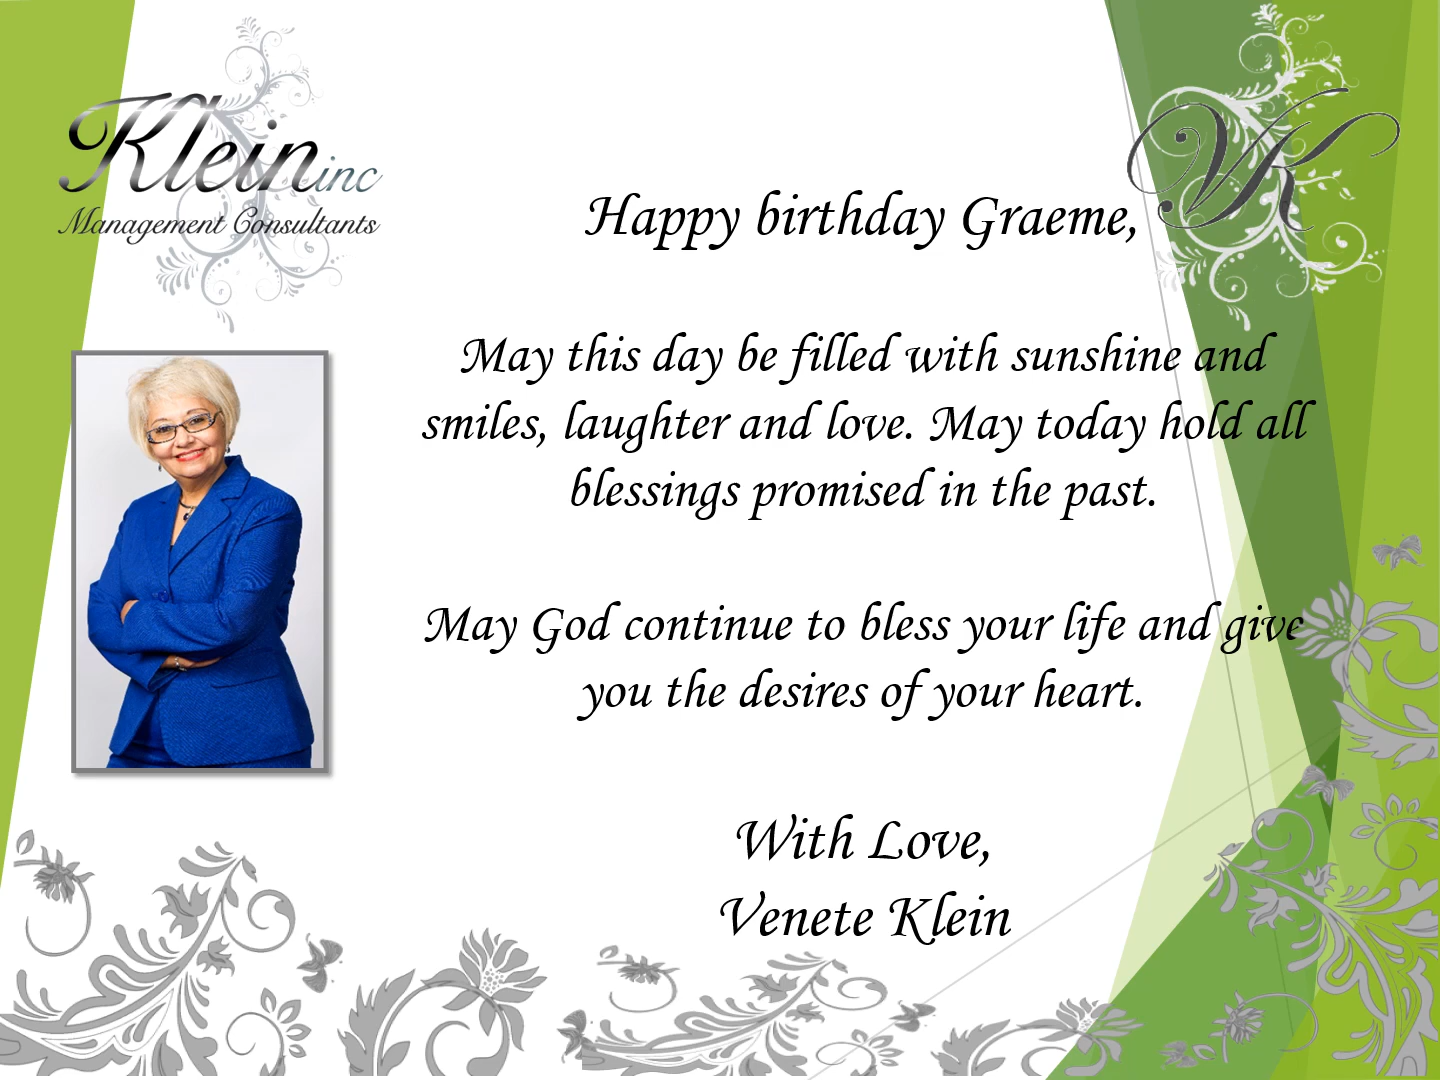 Klein inc
Management Consultants
VK
Happy birthday Graeme,
May this day be filled with sunshine and
smiles, laughter and love. May today hold all
blessings promised in the past.
May God continue to bless your life and give
you the desires of your heart.
With Love,
Venete Klein